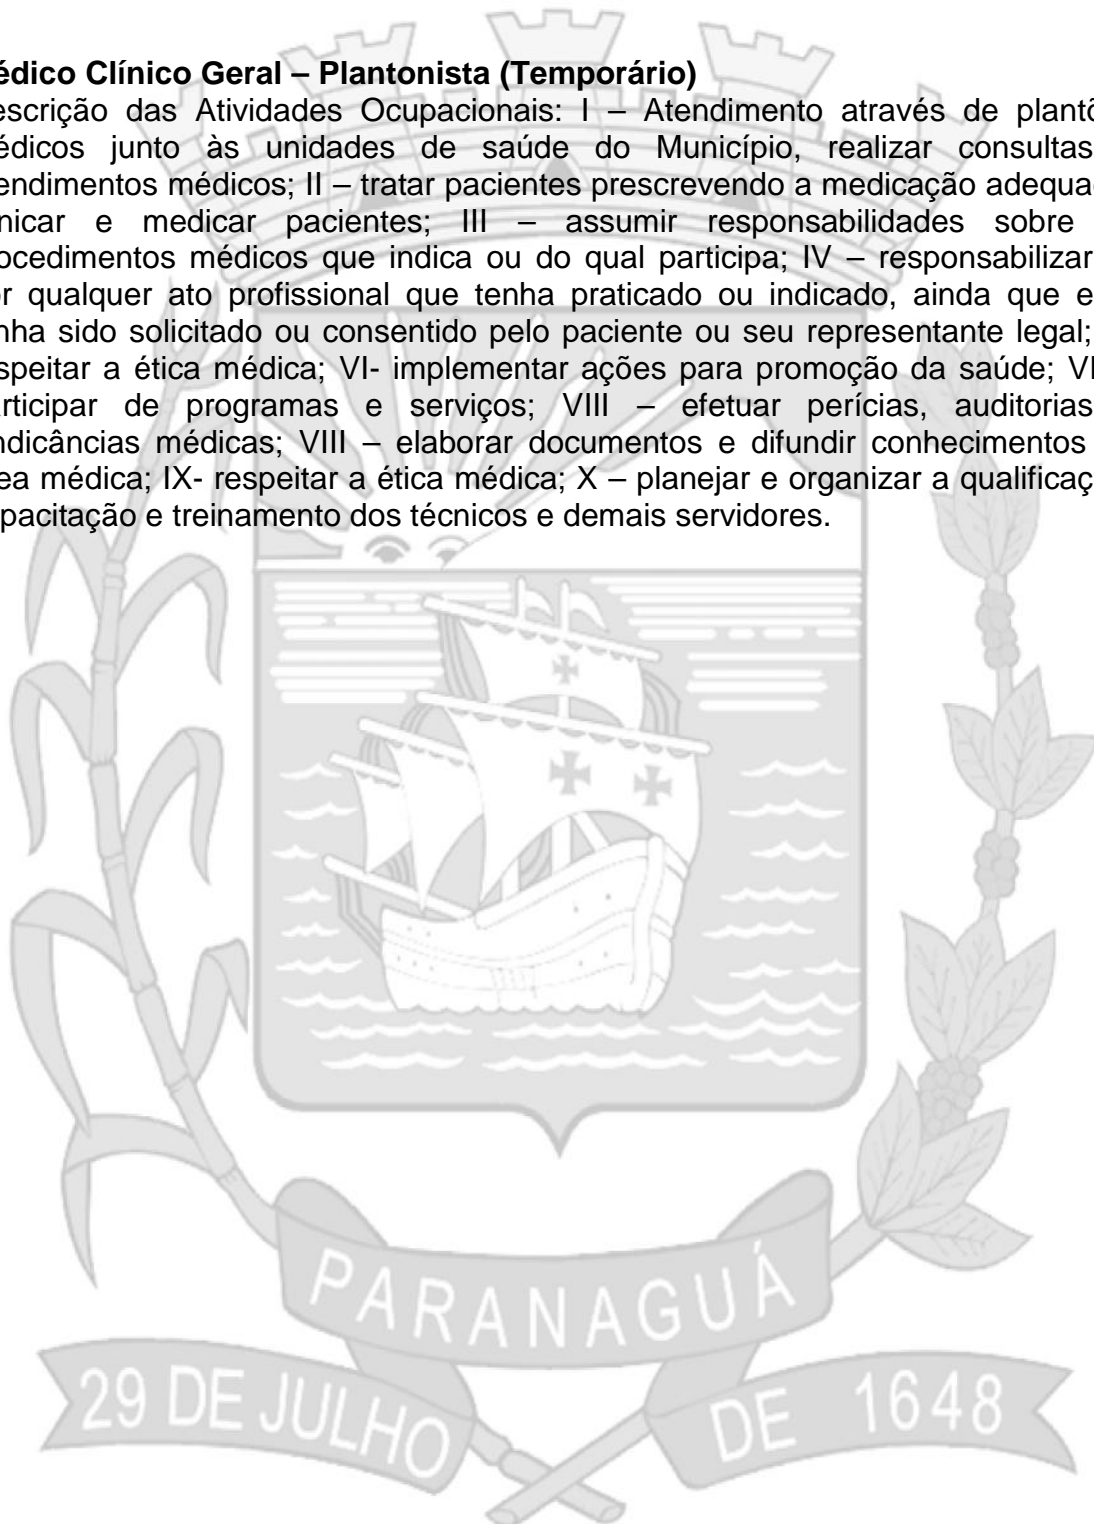 édico Clínico Geral – Plantonista (Temporário)
escrição das Atividades Ocupacionais: I – Atendimento através de plantõ
édicos junto às unidades de saúde do Município, realizar consultas
endimentos médicos; II – tratar pacientes prescrevendo a medicação adequad
inicar e medicar pacientes; III – assumir responsabilidades sobre
ocedimentos médicos que indica ou do qual participa; IV – responsabilizar
or qualquer ato profissional que tenha praticado ou indicado, ainda que e
nha sido solicitado ou consentido pelo paciente ou seu representante legal;
speitar a ética médica; VI- implementar ações para promoção da saúde; VI
articipar de programas e serviços; VIII – efetuar perícias, auditorias
ndicâncias médicas; VIII – elaborar documentos e difundir conhecimentos
ea médica; IX- respeitar a ética médica; X – planejar e organizar a qualificaç
pacitação e treinamento dos técnicos e demais servidores.
PARANAGUÁ
29 DE JULHO DE 1648